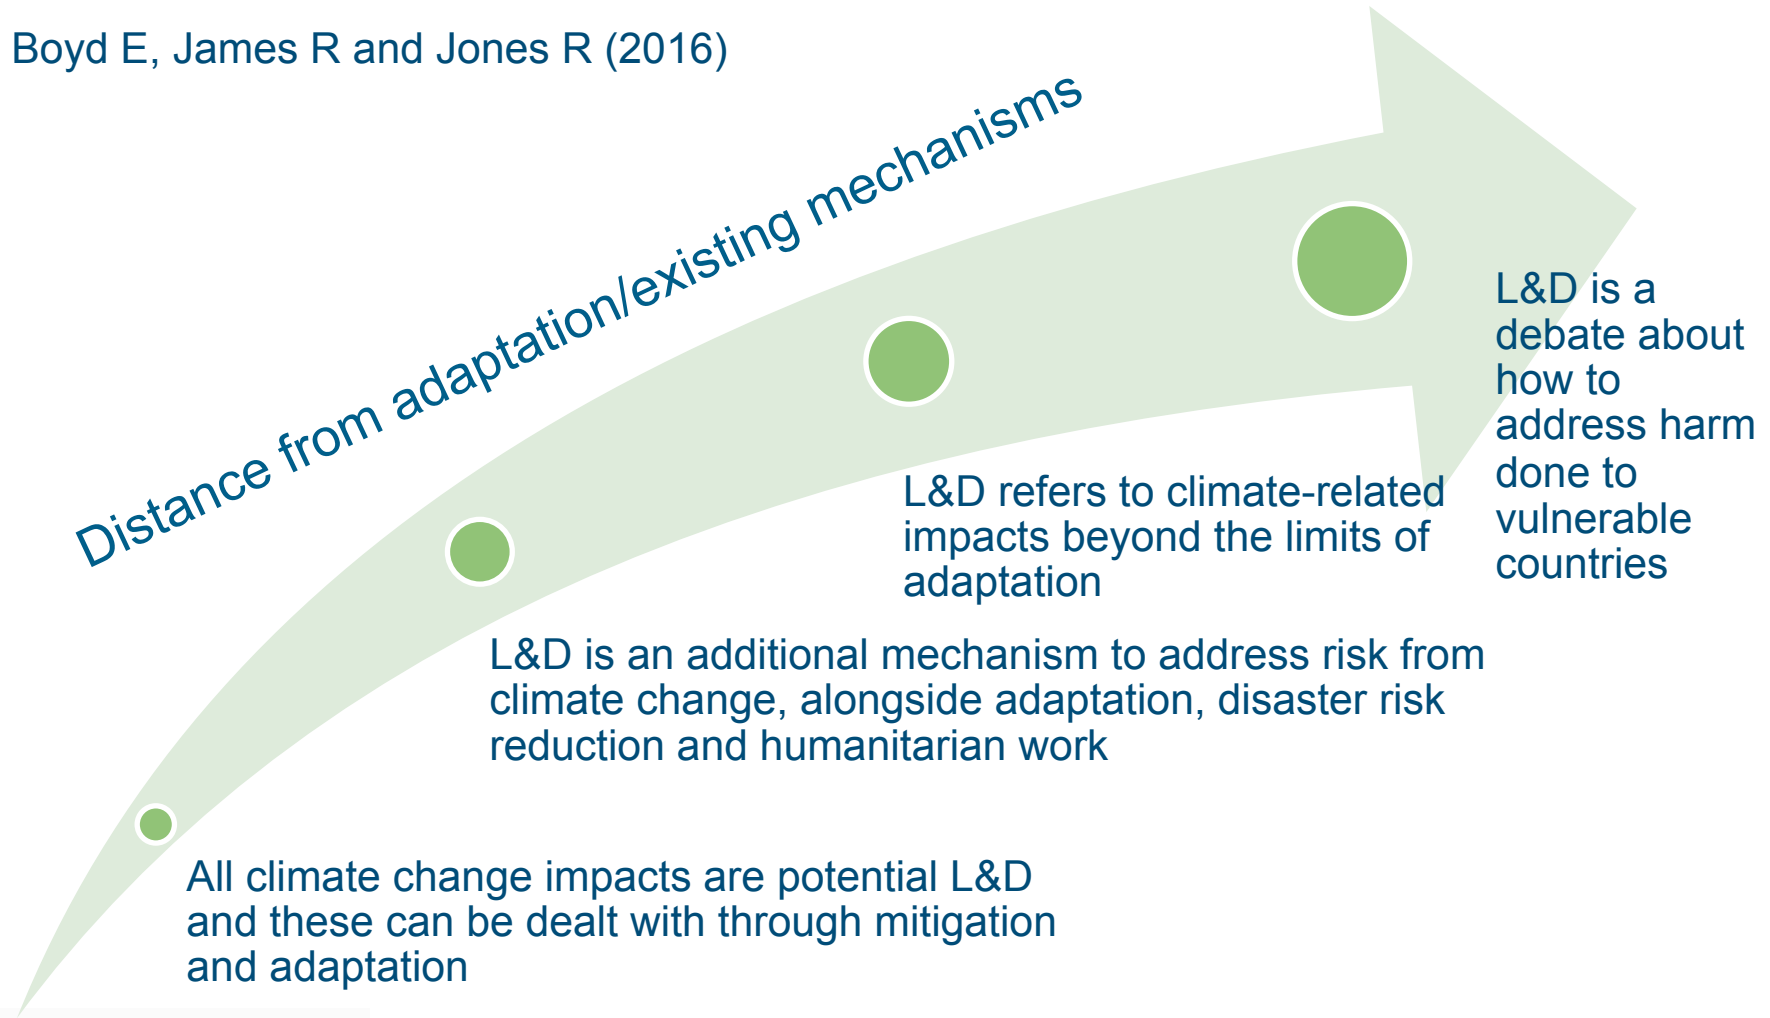 Boyd E, James R and Jones R (2016)
Distance from adaptation/existing mechanisms
L&D is a
debate about
how to
address harm
done to
vulnerable
countries
L&D refers to climate-related
impacts beyond the limits of
adaptation
L&D is an additional mechanism to address risk from
climate change, alongside adaptation, disaster risk
reduction and humanitarian work
All climate change impacts are potential L&D
and these can be dealt with through mitigation
and adaptation